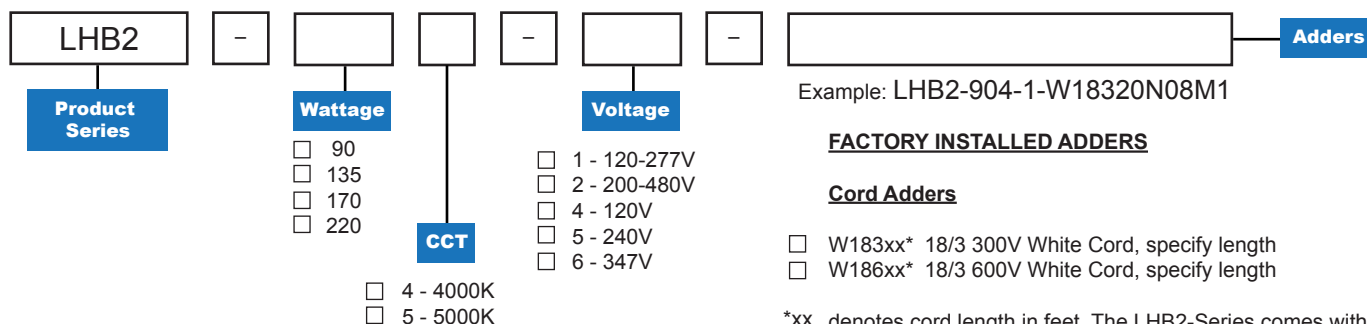 LHB2 - - - Adders
Example: LHB2-904-1-W18320N08M1
Product
Series
Wattage
90
135
170
220
CCT
4 - 4000K
5 - 5000K
Voltage
1 - 120-277V
2 - 200-480V
4 - 120V
5 - 240V
6 - 347V
FACTORY INSTALLED ADDERS
Cord Adders
W183xx* 18/3 300V White Cord, specify length
W186xx* 18/3 600V White Cord, specify length
*xx denotes cord length in feet. The LHB2-Series comes with